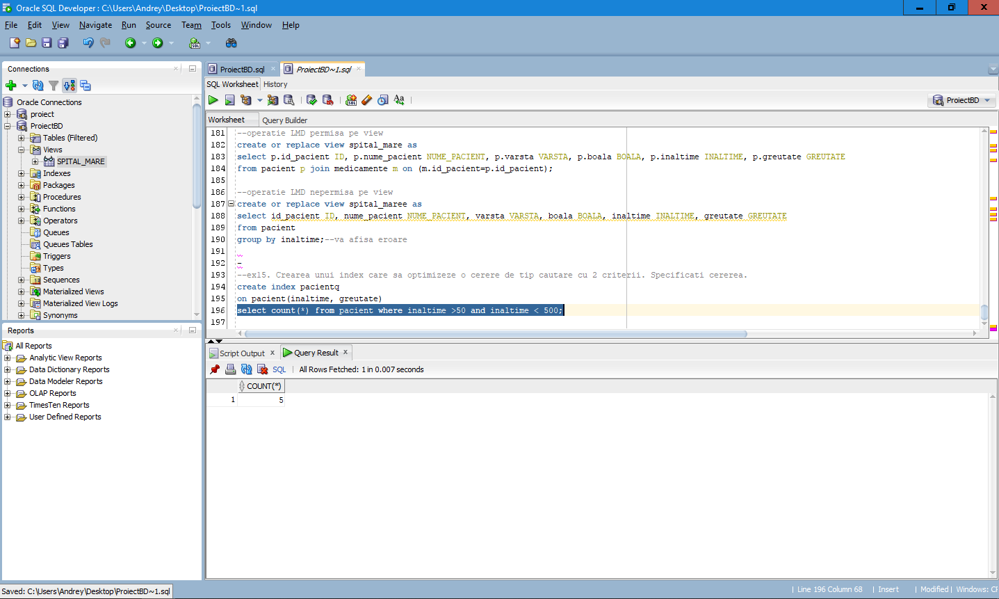 Oracle SQL Developer : C:\Users\Andrey\Desktop\ProiectBD~1.sql
File Edit View Navigate Run Source Team Tools Window Help
Connections
Oracle Connections
proiect
ProiectBD
Tables (Filtered)
Views
SPITAL_MARE
Indexes
Packages
Procedures
Functions
Operators
Queues
Queues Tables
Triggers
Types
Sequences
Materialized Views
Materialized View Logs
Synonyms
Reports
All Reports
Analytic View Reports
Data Dictionary Reports
Data Modeler Reports
OLAP Reports
TimesTen Reports
User Defined Reports
ProiectBD.sql ProiectBD~1.sql
SQL Worksheet History
ProiectBD
Worksheet Query Builder
181 --operatie LMD permisa pe view
182 create or replace view spital_mare as
183 select p.id_pacient ID, p.nume_pacient NUME_PACIENT, p.varsta VARSTA, p.boala BOALA, p.inaltime INALTIME, p.greutate GREUTATE
184 from pacient p join medicamente m on (m.id_pacient=p.id_pacient);
185
186 --operatie LMD nepermisa pe view
187 create or replace view spital_maree as
188 select id_pacient ID, nume_pacient NUME_PACIENT, varsta VARSTA, boala BOALA, inaltime INALTIME, greutate GREUTATE
189 from pacient
190 group by inaltime;--va afisa eroare
191
192 -
193 --ex15. Crearea unui index care sa optimizeze o cerere de tip cautare cu 2 criterii. Specificati cererea.
194 create index pacientq
195 on pacient(inaltime, greutate)
196 select count(*) from pacient where inaltime >50 and inaltime < 500;
197
Script Output x Query Result x
SQL | All Rows Fetched: 1 in 0.007 seconds
COUNT(*)
1 5
Saved: C:\Users\Andrey\Desktop\ProiectBD~1.sql
| Line 196 Column 68 | Insert | Modified | Windows: CF